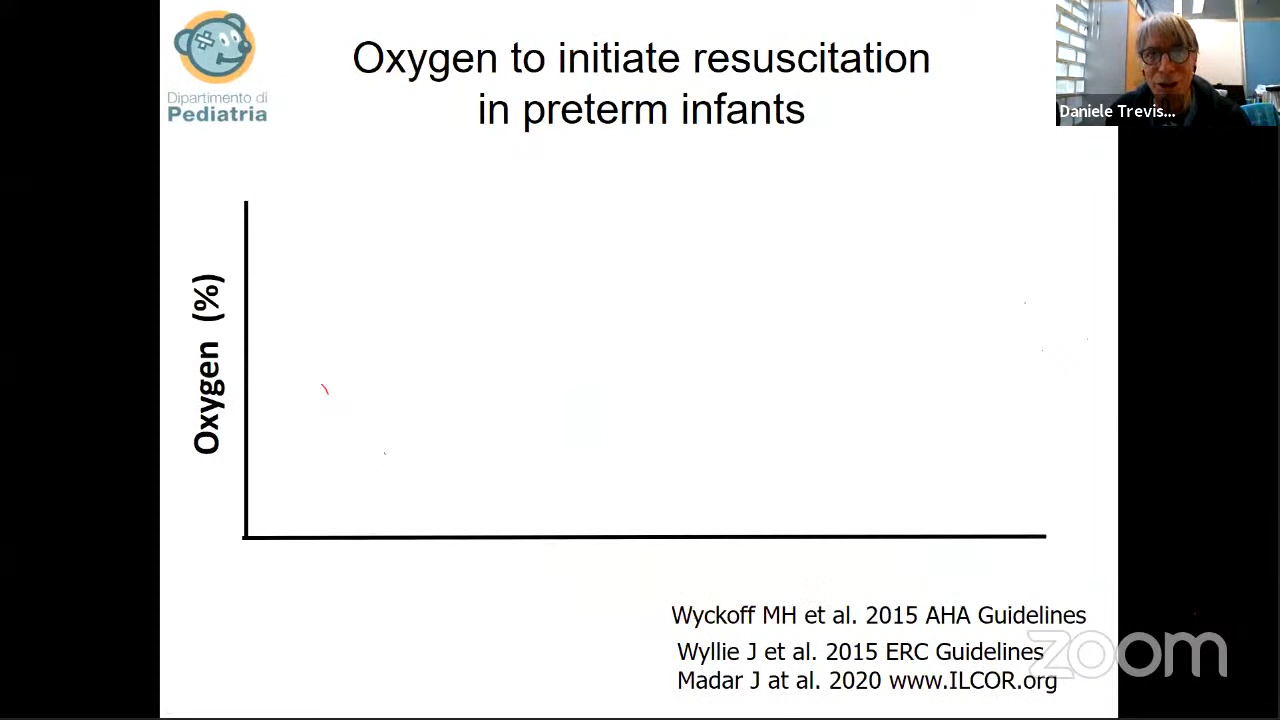 Dipartimento di
Pediatria
Oxygen to initiate resuscitation
in preterm infants
Daniele Trevis...
Oxygen (%)
Wyckoff MH et al. 2015 AHA Guidelines
Wyllie J et al. 2015 ERC Guidelines
Madar J at al. 2020 www.ILCOR.org
zoom